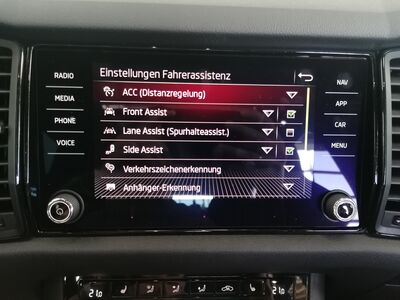 RADIO
MEDIA
PHONE
VOICE
Einstellungen Fahrerassistenz
ACC (Distanzregelung)
Front Assist
Lane Assist (Spurhalteassist.)
Side Assist
Verkehrszeichenerkennung
Anhänger-Erkennung
NAV
APP
CAR
MENU